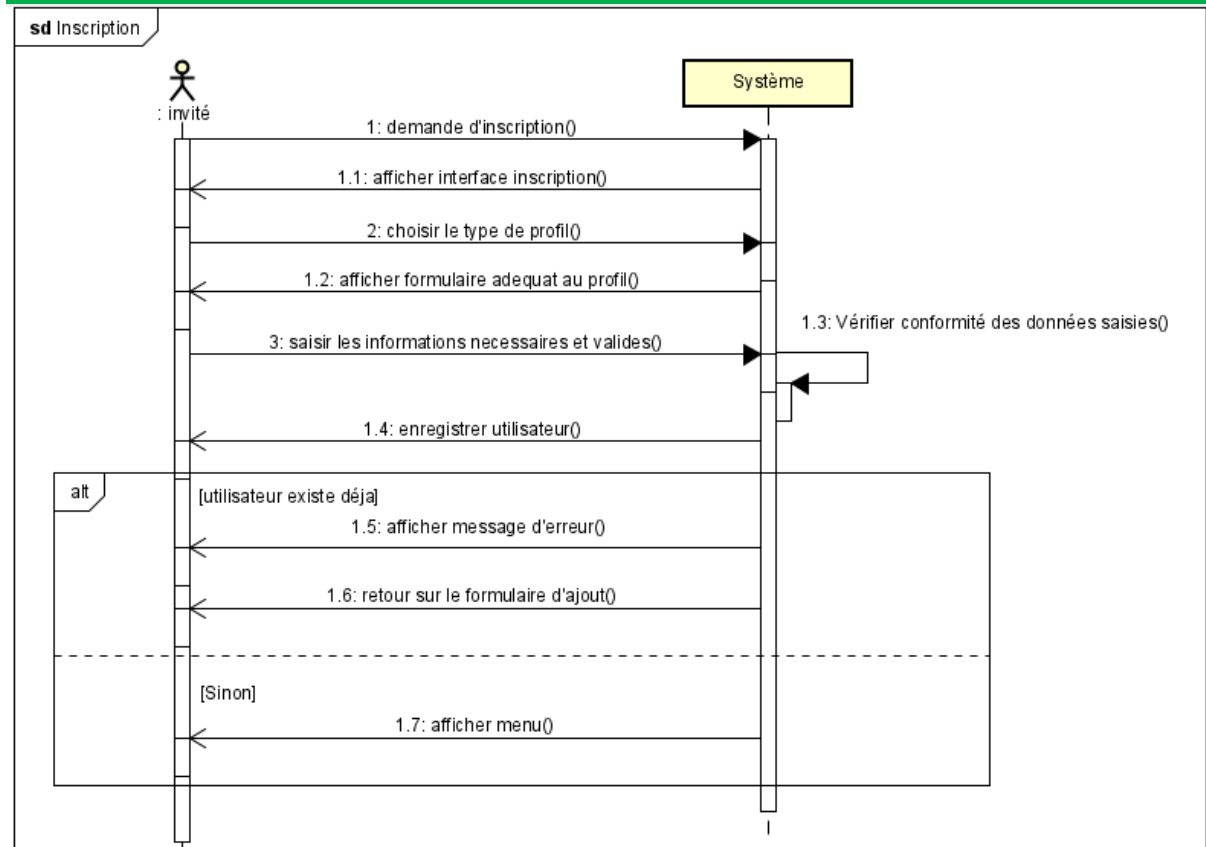 sd Inscription
: invité
Système
1: demande d'inscription()
1.1: afficher interface inscription()
2: choisir le type de profil()
1.2: afficher formulaire adequat au profil()
1.3: Vérifier conformité des données saisies()
3: saisir les informations necessaires et valides()
1.4: enregistrer utilisateur()
alt
[utilisateur existe déja]
1.5: afficher message d'erreur()
1.6: retour sur le formulaire d'ajout()
[Sinon]
1.7: afficher menu()